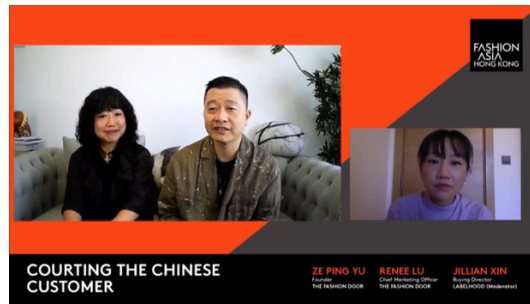 FASHION
ASIA
HONG KONG
COURTING THE CHINESE
CUSTOMER
ZE PING YU
Founder
THE FASHION DOOR
RENEE LU
Chief Marketing Officer
THE FASHION DOOR
JILLIAN XIN
Buying Director
LABELHOOD (Moderator)